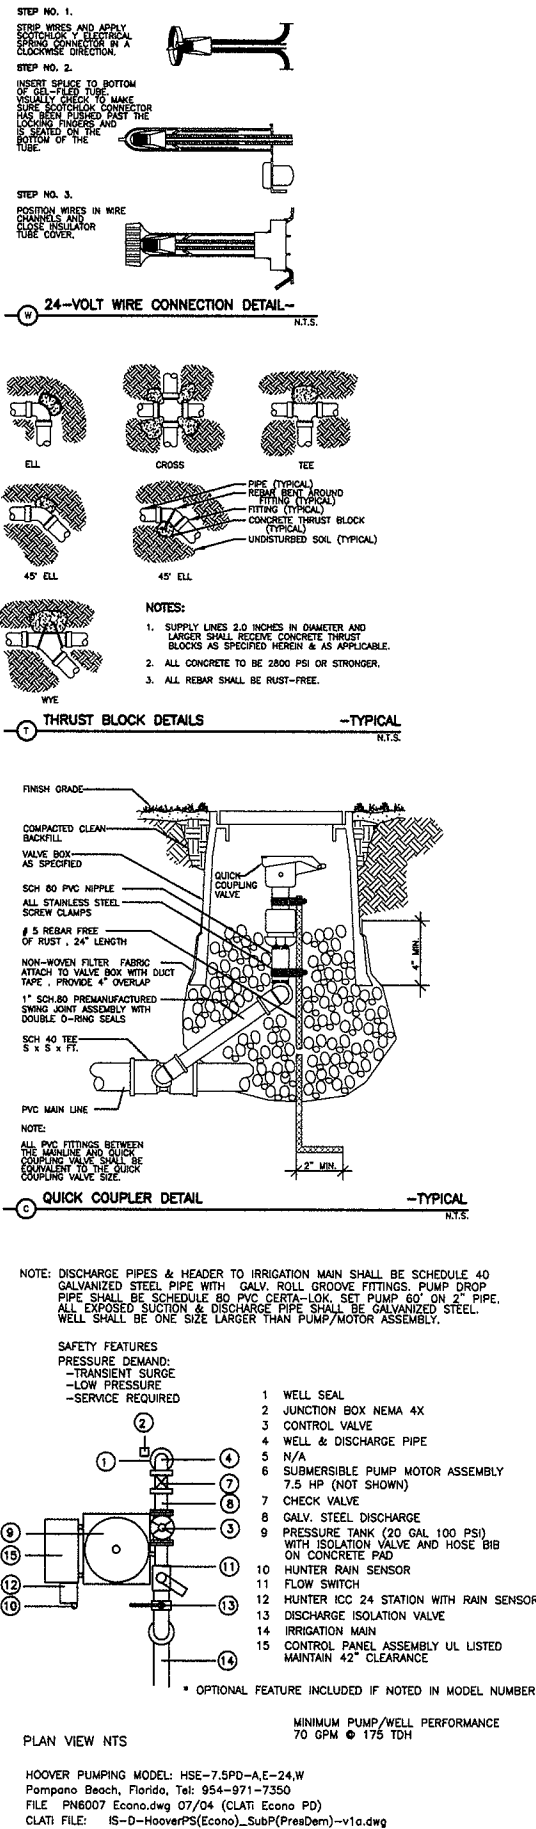 STEP NO. 1.
STRIP WIRES AND APPLY
SCOTCHLOK Y ELECTRICAL
SPRING CONNECTOR IN A
CLOCKWISE DIRECTION.
STEP NO. 2.
INSERT SPLICE TO BOTTOM
OF GEL-FILED TUBE.
VISUALLY CHECK TO MAKE
SURE SCOTCHLOK CONNECTOR
HAS BEEN PUSHED PAST THE
LOCKING FINGERS AND
IS SEATED ON THE
BOTTOM OF THE
TUBE.
STEP NO. 3.
POSITION WIRES IN WIRE
CHANNELS AND
CLOSE INSULATOR
TUBE COVER.
W 24-VOLT WIRE CONNECTION DETAIL-
N.T.S.
ELL
CROSS
TEE
PIPE (TYPICAL)
REBAR BENT AROUND
FITTING (TYPICAL)
FITTING (TYPICAL)
CONCRETE THRUST BLOCK
(TYPICAL)
UNDISTURBED SOIL (TYPICAL)
45° ELL
45° ELL
WYE
NOTES:
1. SUPPLY LINES 2.0 INCHES IN DIAMETER AND
LARGER SHALL RECEIVE CONCRETE THRUST
BLOCKS AS SPECIFIED HEREIN & AS APPLICABLE.
2. ALL CONCRETE TO BE 2800 PSI OR STRONGER.
3. ALL REBAR SHALL BE RUST-FREE.
T THRUST BLOCK DETAILS -TYPICAL
N.T.S.
FINISH GRADE
COMPACTED CLEAN
BACKFILL
VALVE BOX
AS SPECIFIED
QUICK
COUPLING
VALVE
SCH 80 PVC NIPPLE
ALL STAINLESS STEEL
SCREW CLAMPS
# 5 REBAR FREE
OF RUST , 24" LENGTH
NON-WOVEN FILTER FABRIC
ATTACH TO VALVE BOX WITH DUCT
TAPE . PROVIDE 4" OVERLAP
4" MIN.
1" SCH.80 PREMANUFACTURED
SWING JOINT ASSEMBLY WITH
DOUBLE O-RING SEALS
SCH 40 TEE
S x S x FT.
PVC MAIN LINE
NOTE:
ALL PVC FITTINGS BETWEEN
THE MAINLINE AND QUICK
COUPLING VALVE SHALL BE
EQUIVALENT TO THE QUICK
COUPLING VALVE SIZE.
2" MIN.
C QUICK COUPLER DETAIL -TYPICAL
N.T.S.
NOTE: DISCHARGE PIPES & HEADER TO IRRIGATION MAIN SHALL BE SCHEDULE 40
GALVANIZED STEEL PIPE WITH GALV. ROLL GROOVE FITTINGS. PUMP DROP
PIPE SHALL BE SCHEDULE 80 PVC CERTA-LOK. SET PUMP 60' ON 2" PIPE.
ALL EXPOSED SUCTION & DISCHARGE PIPE SHALL BE GALVANIZED STEEL.
WELL SHALL BE ONE SIZE LARGER THAN PUMP/MOTOR ASSEMBLY.
SAFETY FEATURES
PRESSURE DEMAND:
-TRANSIENT SURGE
-LOW PRESSURE
-SERVICE REQUIRED
2
1
4
7
8
9
3
15
11
12
10
13
14
1 WELL SEAL
2 JUNCTION BOX NEMA 4X
3 CONTROL VALVE
4 WELL & DISCHARGE PIPE
5 N/A
6 SUBMERSIBLE PUMP MOTOR ASSEMBLY
7.5 HP (NOT SHOWN)
7 CHECK VALVE
8 GALV. STEEL DISCHARGE
9 PRESSURE TANK (20 GAL 100 PSI)
WITH ISOLATION VALVE AND HOSE BIB
ON CONCRETE PAD
10 HUNTER RAIN SENSOR
11 FLOW SWITCH
12 HUNTER ICC 24 STATION WITH RAIN SENSOR
13 DISCHARGE ISOLATION VALVE
14 IRRIGATION MAIN
15 CONTROL PANEL ASSEMBLY UL LISTED
MAINTAIN 42" CLEARANCE
* OPTIONAL FEATURE INCLUDED IF NOTED IN MODEL NUMBER
MINIMUM PUMP/WELL PERFORMANCE
70 GPM @ 175 TDH
PLAN VIEW NTS
HOOVER PUMPING MODEL: HSE-7.5PD-A,E-24,W
Pompano Beach, Florida, Tel: 954-971-7350
FILE PN6007 Econo.dwg 07/04 (CLATI Econo PD)
CLATI FILE: IS-D-HooverPS(Econo)_SubP(PresDem)-v1a.dwg